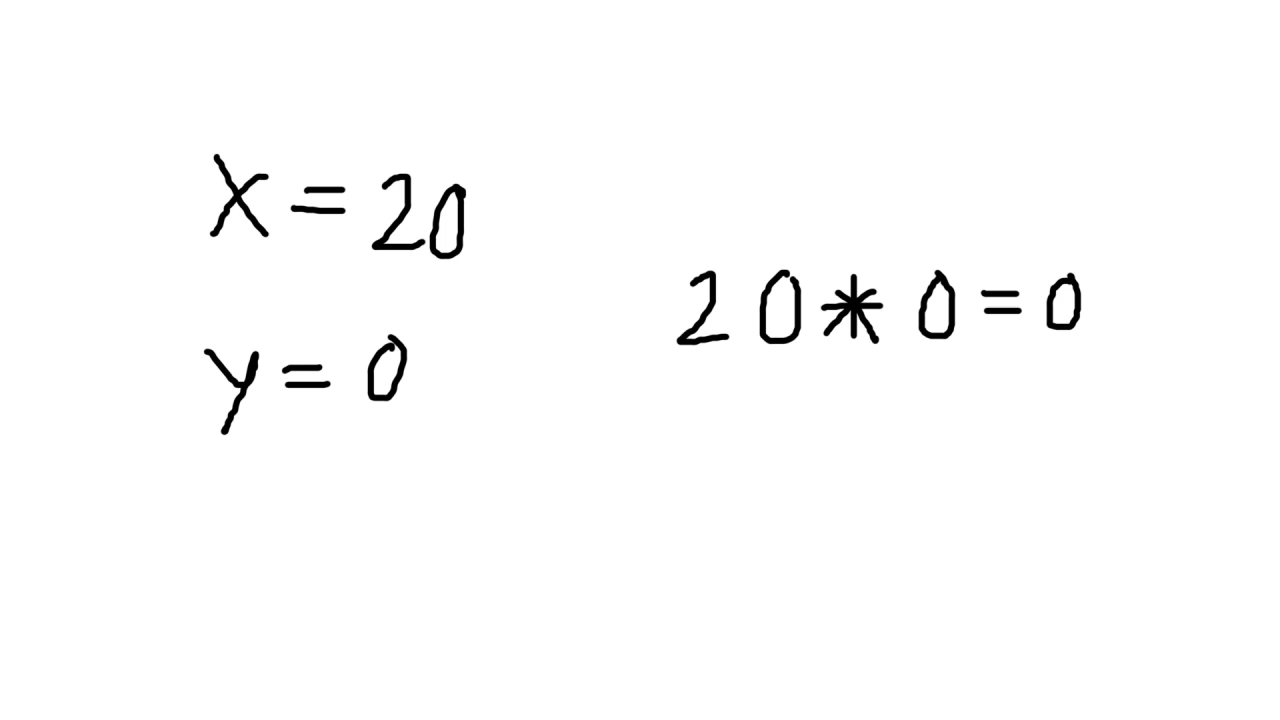 X = 20
20 * 0 = 0
y = 0